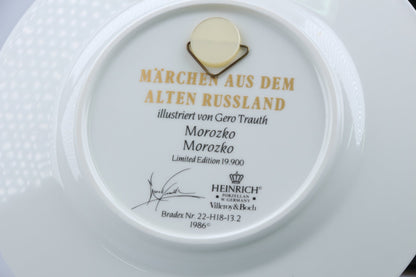 MÄRCHEN AUS DEM
ALTEN RUSSLAND
illustriert von Gero Trauth
Morozko
Morozko
Limited Edition 19.900
HEINRICH®
PORZELLAN
GERMANY
Villeroy & Boch
Bradex Nr. 22-H18-13.2
1986©